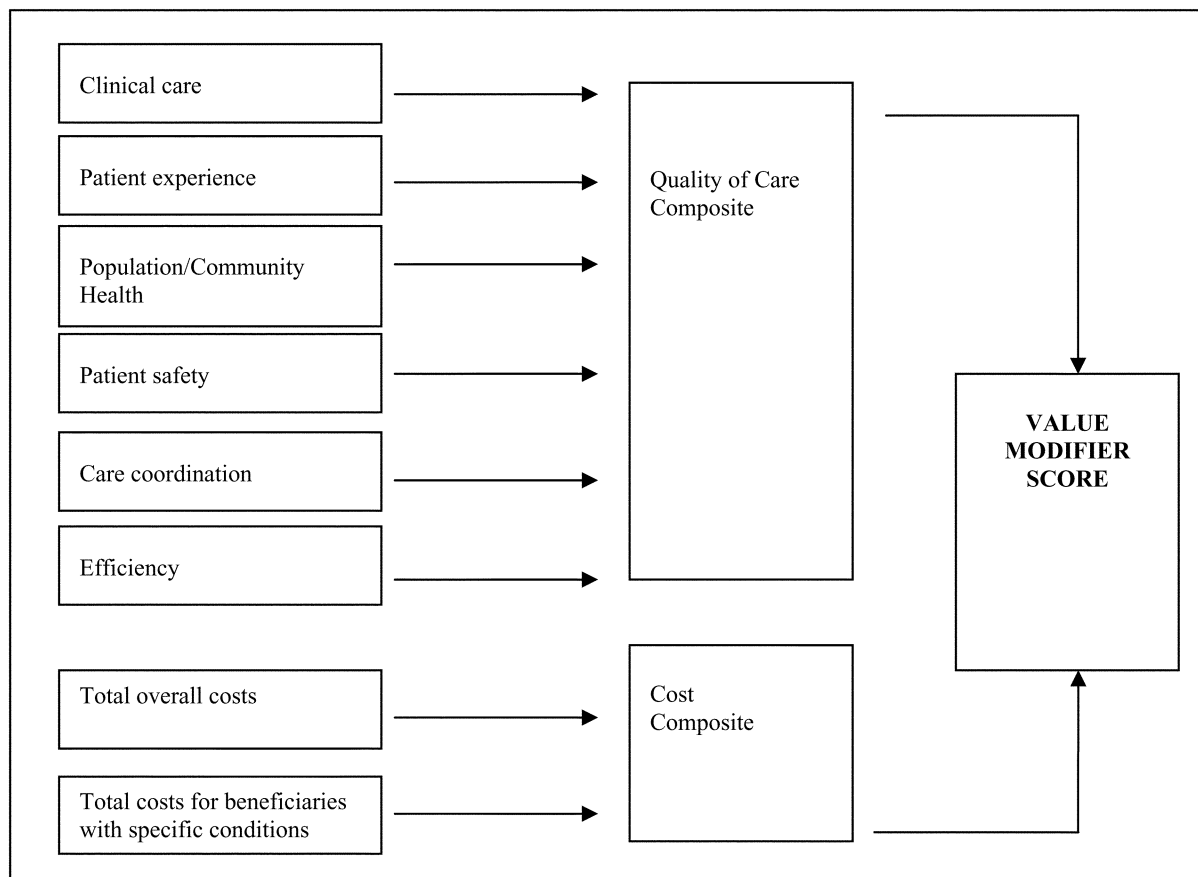 Clinical care
Patient experience
Population/Community
Health
Patient safety
Care coordination
Efficiency
Total overall costs
Total costs for beneficiaries
with specific conditions
Quality of Care
Composite
Cost
Composite
VALUE
MODIFIER
SCORE